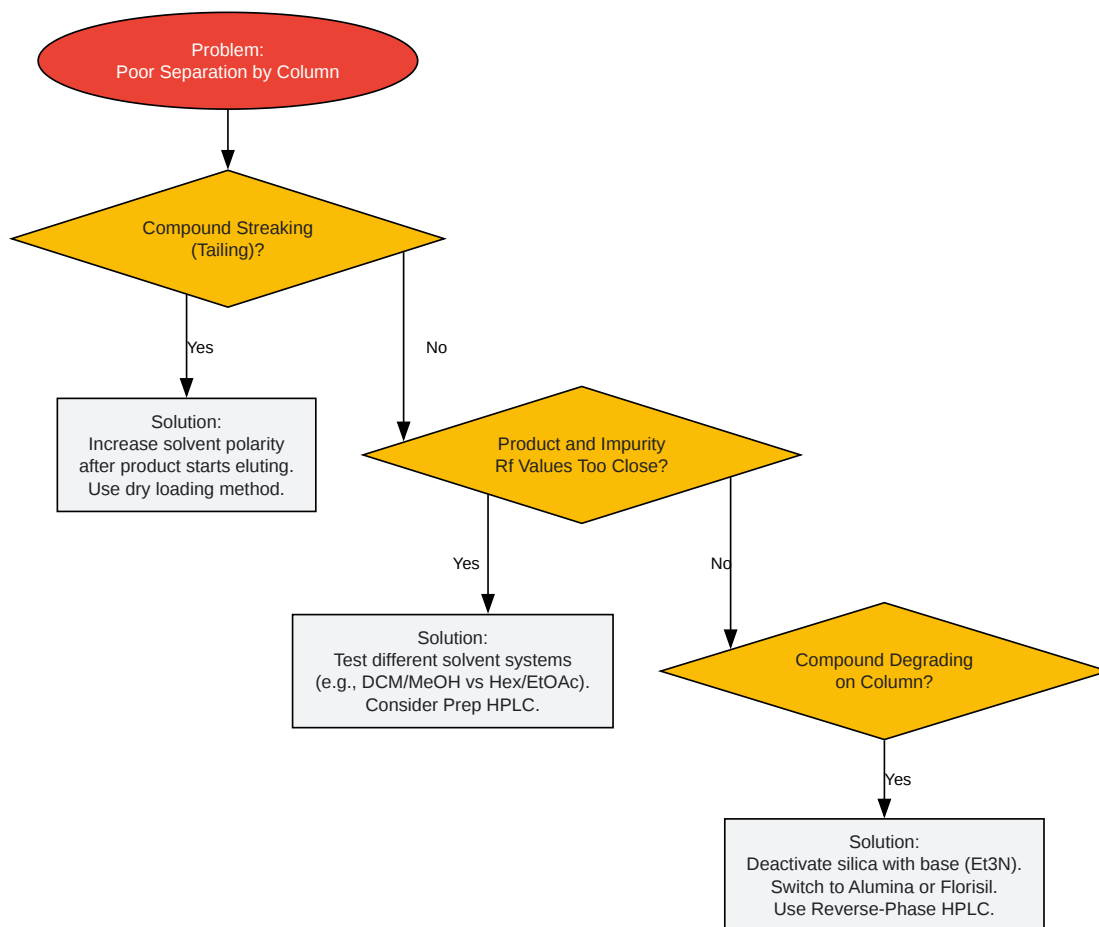 Problem:
Poor Separation by Column
Compound Streaking
(Tailing)?
Yes
No
Solution:
Increase solvent polarity
after product starts eluting.
Use dry loading method.
Product and Impurity
Rf Values Too Close?
Yes
No
Solution:
Test different solvent systems
(e.g., DCM/MeOH vs Hex/EtOAc).
Consider Prep HPLC.
Compound Degrading
on Column?
Yes
Solution:
Deactivate silica with base (Et3N).
Switch to Alumina or Florisil.
Use Reverse-Phase HPLC.